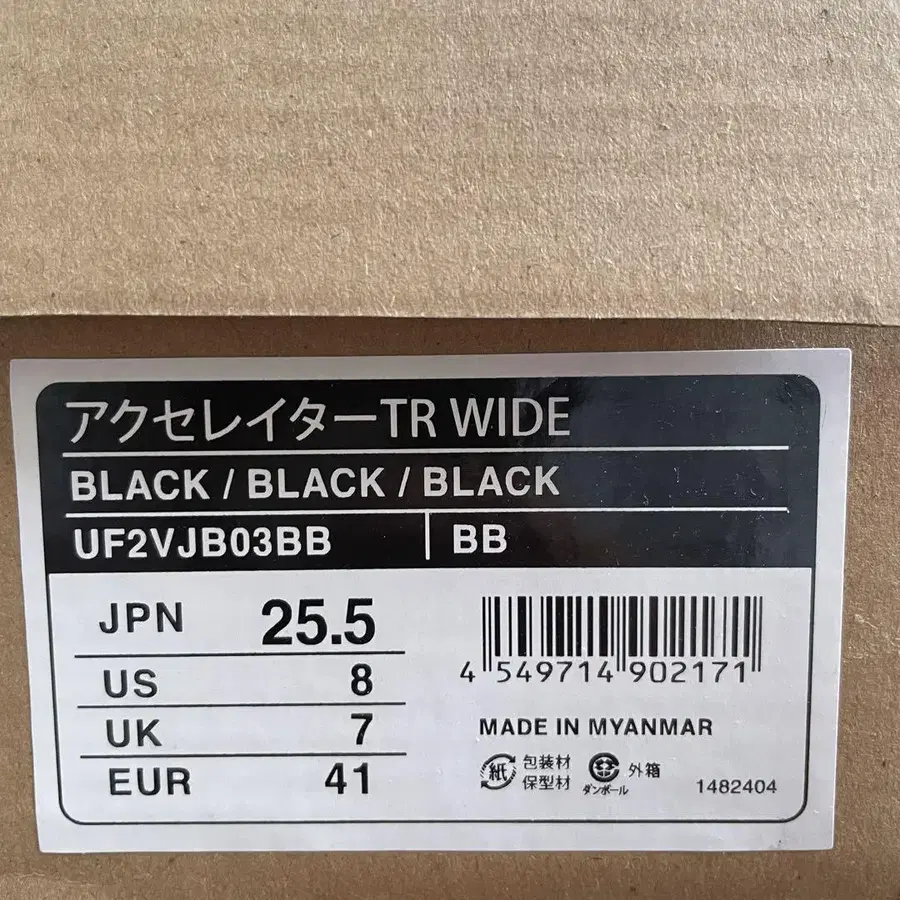 アクセレイターTR WIDE
BLACK / BLACK / BLACK
UF2VJB03BB BB
JPN 25.5
US 8
UK 7
EUR 41
4 549714 902171
MADE IN MYANMAR
紙 包装材
保型材
ダンボール 外箱
1482404